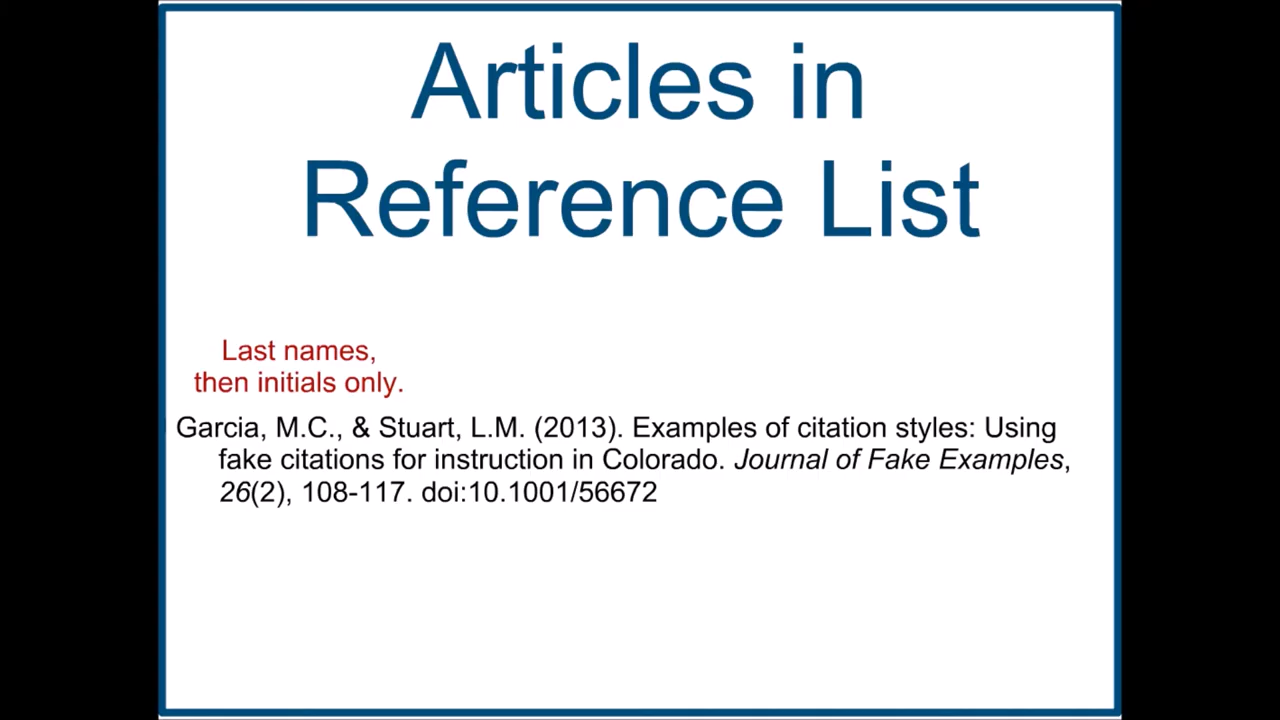 Articles in
Reference List
Last names,
then initials only.
Garcia, M.C., & Stuart, L.M. (2013). Examples of citation styles: Using
fake citations for instruction in Colorado. Journal of Fake Examples,
26(2), 108-117. doi:10.1001/56672